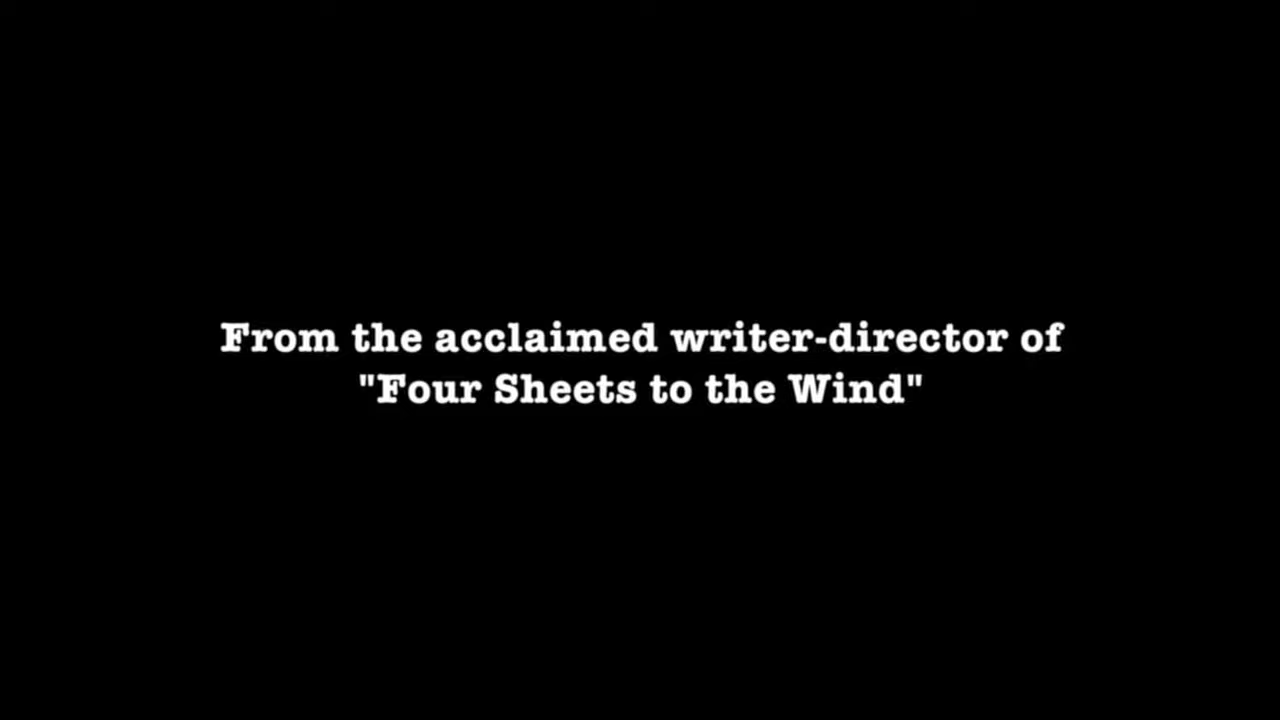 From the acclaimed writer-director of
"Four Sheets to the Wind"